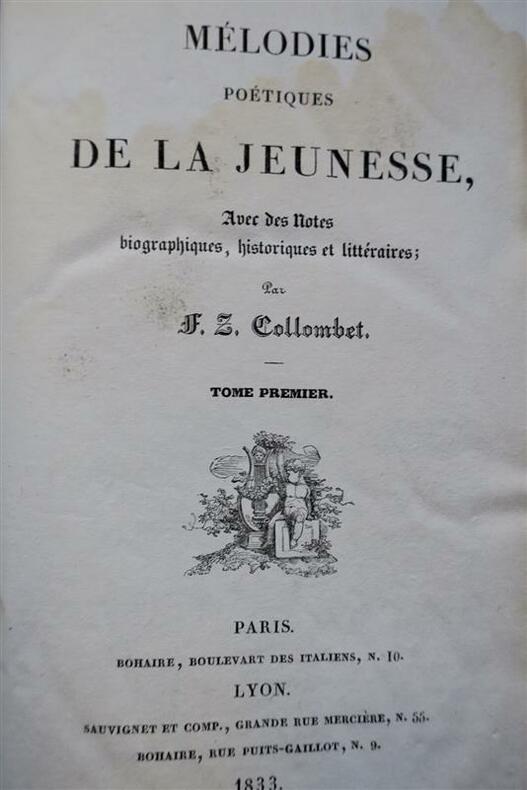 MÉLODIES
POÉTIQUES
DE LA JEUNESSE,
Avec des Notes
biographiques, historiques et littéraires;
Par
F. Z. Collombet.
TOME PREMIER.
PARIS.
BOHAIRE, BOULEVART DES ITALIENS, N. 10.
LYON.
SAUVIGNET ET COMP., GRANDE RUE MERCIÈRE, N. 55.
BOHAIRE, RUE PUITS-GAILLOT, N. 9.
1833.